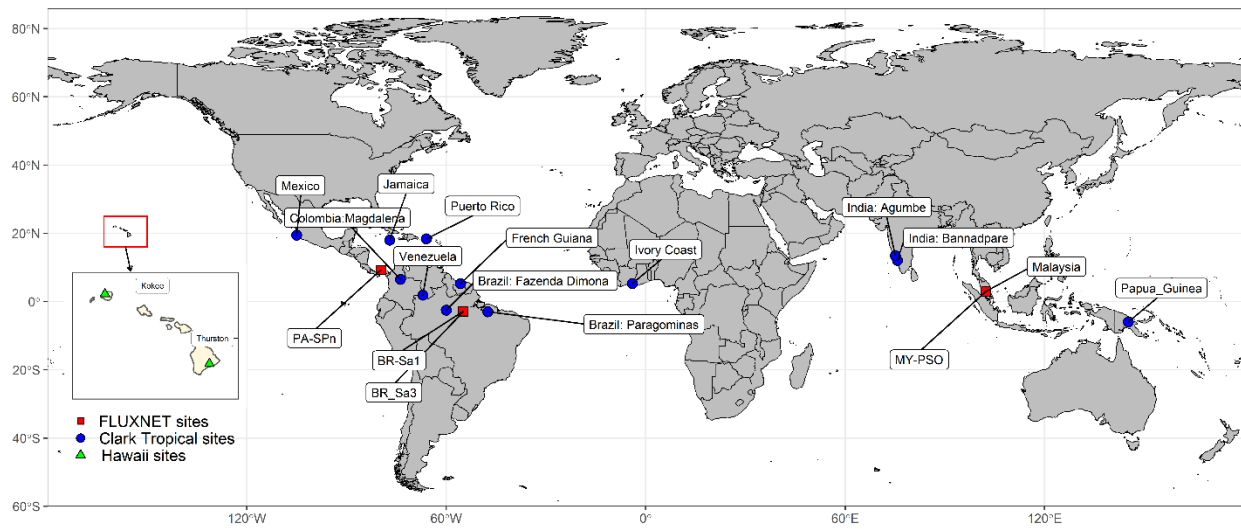 80°N
60°N
40°N
20°N
0°
20°S
40°S
60°S
Mexico
Jamaica
Colombia:Magdalena
Puerto Rico
Venezuela
French Guiana
Ivory Coast
India: Agumbe
India: Bannadpare
Brazil: Fazenda Dimona
Malaysia
Papua_Guinea
Kokee
Brazil: Paragominas
PA-SPn
Thurston
BR-Sa1
MY-PSO
BR_Sa3
FLUXNET sites
Clark Tropical sites
Hawaii sites
120°W
60°W
0°
60°E
120°E